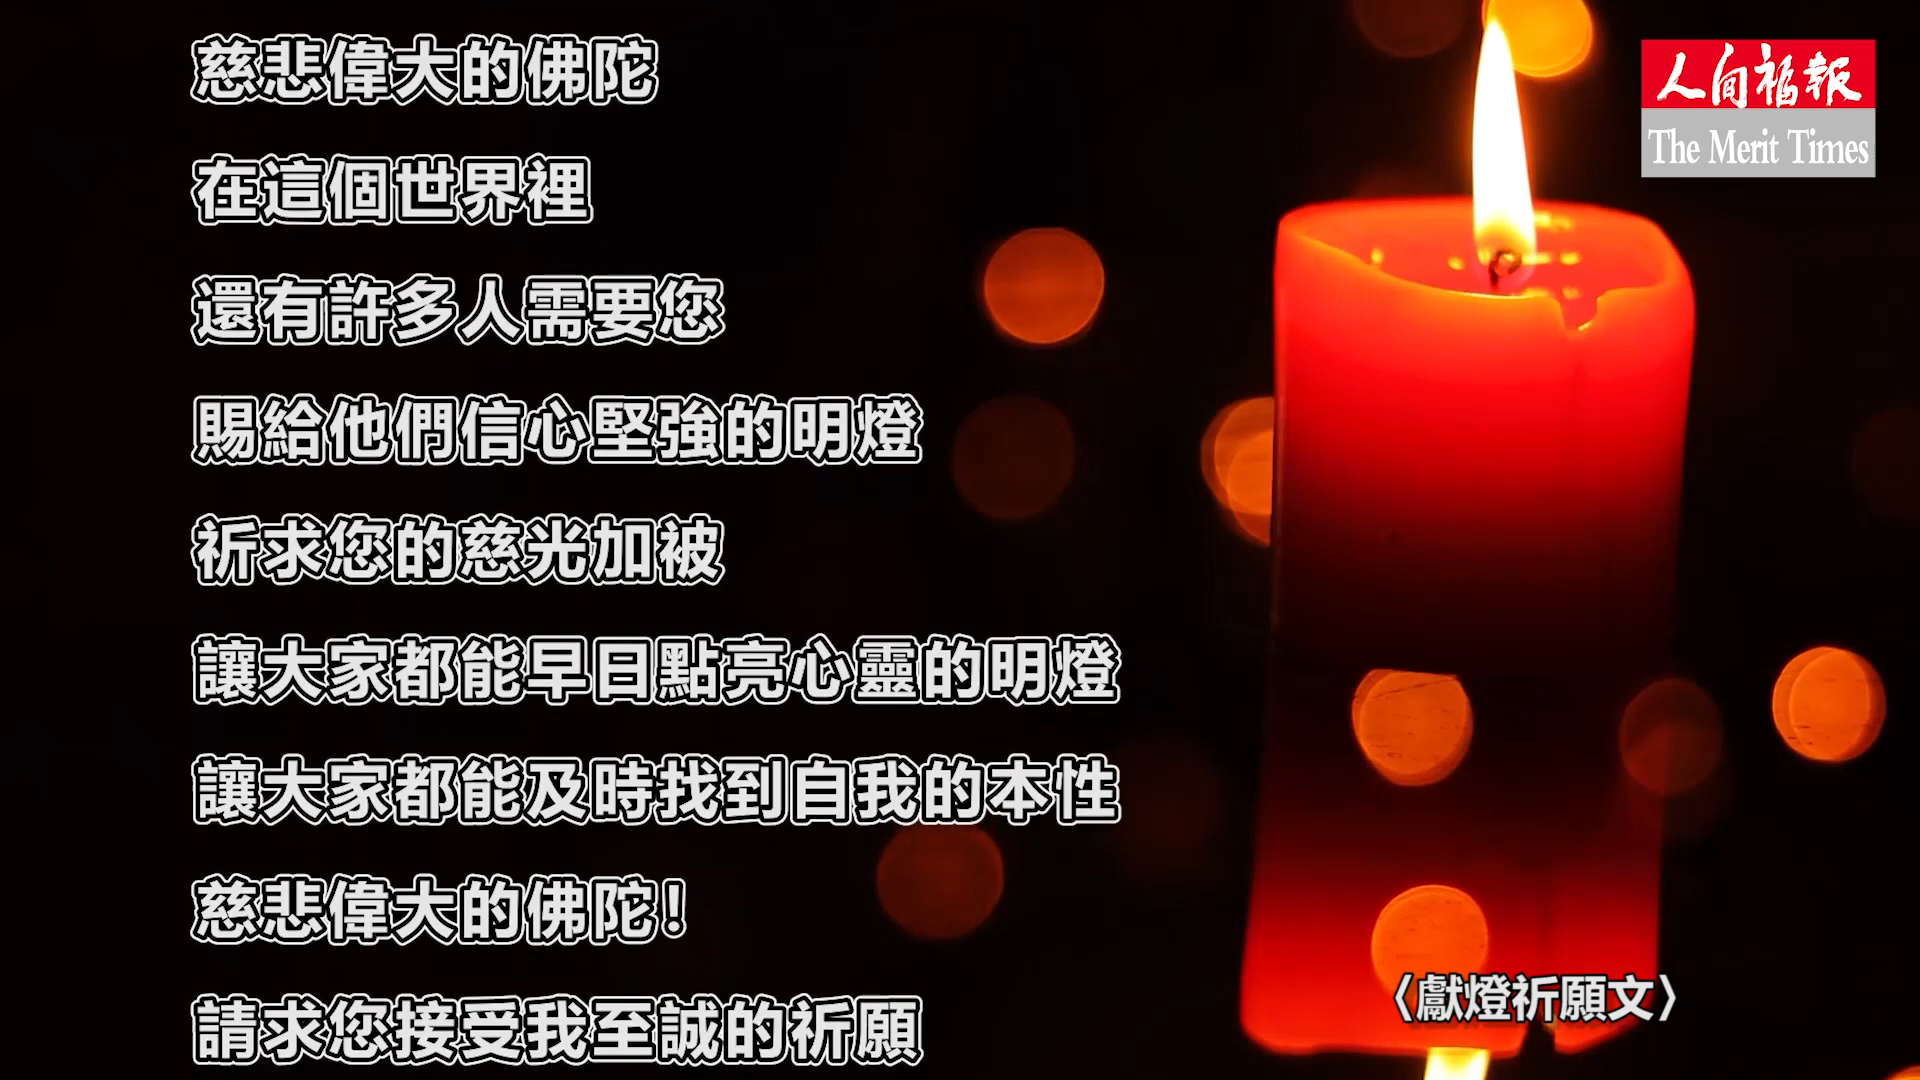 慈悲偉大的佛陀
在這個世界裡
還有許多人需要您
賜給他們信心堅強的明燈
祈求您的慈光加被
讓大家都能早日點亮心靈的明燈
讓大家都能及時找到自我的本性
慈悲偉大的佛陀！
請求您接受我至誠的祈願
人间福報
The Merit Times
〈獻燈祈願文〉